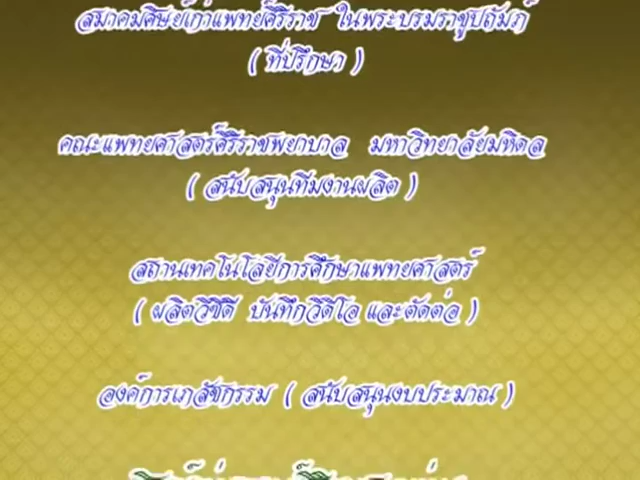 สมาคมศิษย์เก่าแพทย์ศิริราช ในพระบรมราชูปถัมภ์
( ที่ปรึกษา )
คณะแพทยศาสตร์ศิริราชพยาบาล มหาวิทยาลัยมหิดล
( สนับสนุนทีมงานผลิต )
สถานเทคโนโลยีการศึกษาแพทยศาสตร์
( ผลิตวีซีดี บันทึกวีดีโอ และตัดต่อ )
องค์การเภสัชกรรม ( สนับสนุนงบประมาณ )